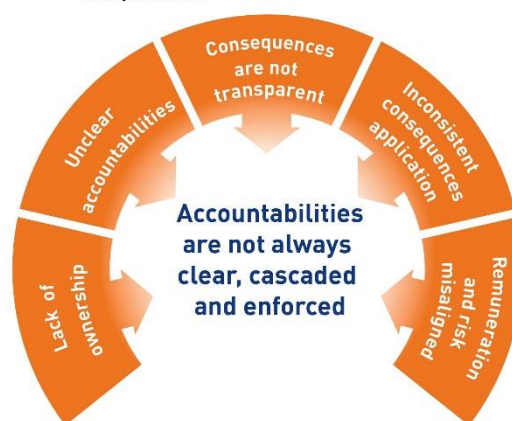 Lack of
ownership
Unclear
accountabilities
Consequences
are not
transparent
Inconsistent
consequences
application
Remuneration
and risk
misaligned
Accountabilities
are not always
clear, cascaded
and enforced